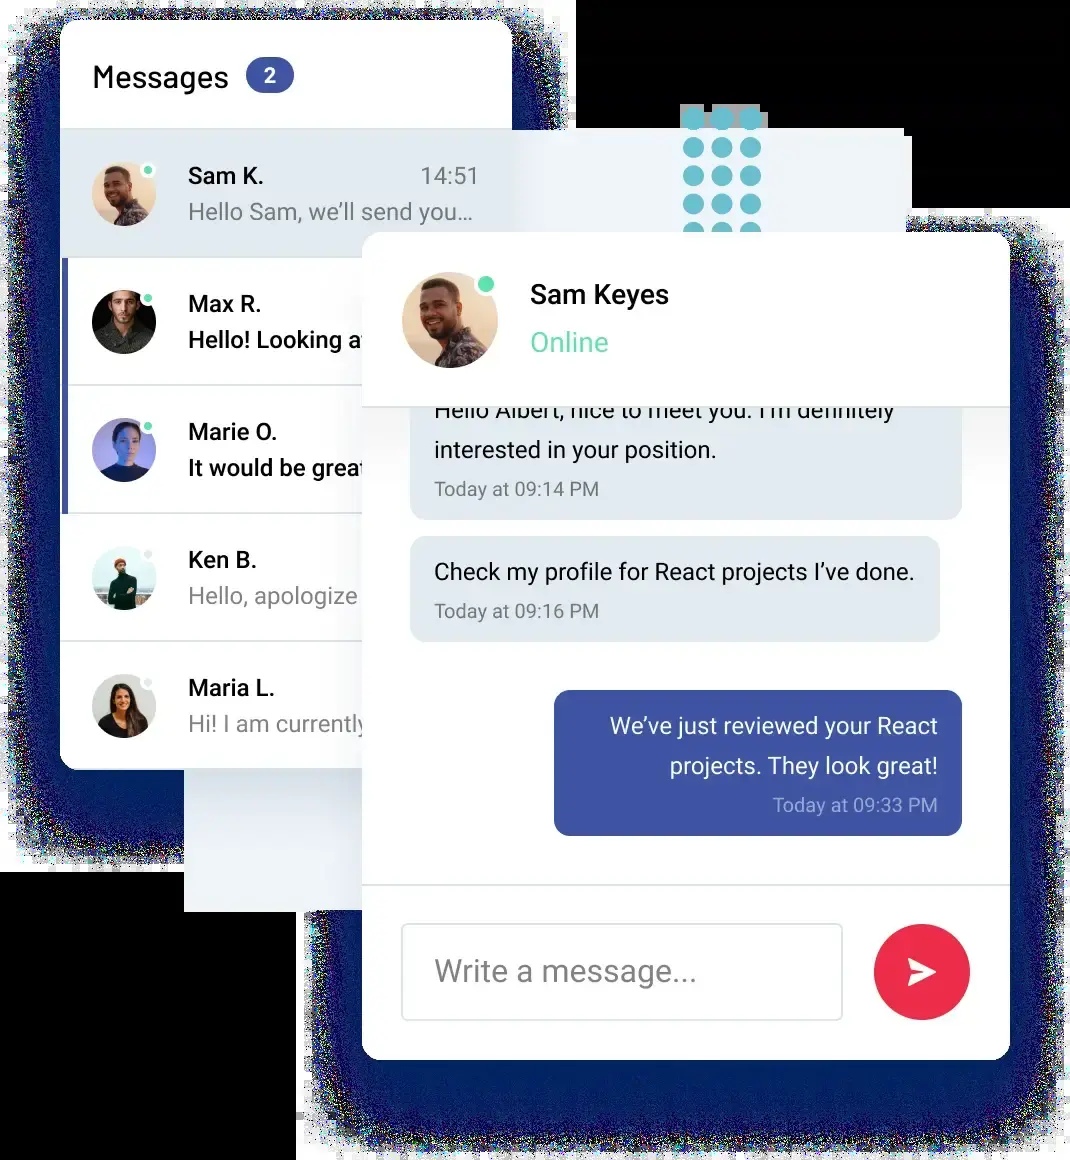 Messages 2
Sam K. 14:51
Hello Sam, we’ll send you...
Max R.
Hello! Looking
Marie O.
It would be great
Ken B.
Hello, apologize
Maria L.
Hi! I am currently
Sam Keyes
Online
Hello Albert, nice to meet you. I’m definitely
interested in your position.
Today at 09:14 PM
Check my profile for React projects I’ve done.
Today at 09:16 PM
We’ve just reviewed your React
projects. They look great!
Today at 09:33 PM
Write a message...